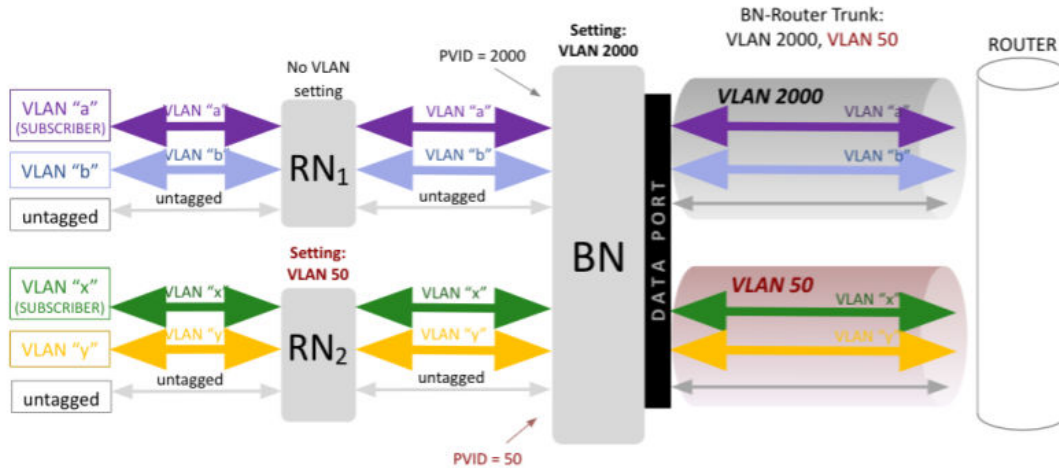 Setting:
VLAN 2000
BN-Router Trunk:
VLAN 2000, VLAN 50
ROUTER
PVID = 2000
No VLAN
setting
VLAN "a"
(SUBSCRIBER)
VLAN "a"
VLAN "a"
VLAN 2000
VLAN "a"
VLAN "b"
VLAN "b"
VLAN "b"
VLAN "b"
RN1
untagged
untagged
untagged
BN
DATA PORT
Setting:
VLAN 50
VLAN "x"
(SUBSCRIBER)
VLAN "x"
VLAN "x"
VLAN 50
VLAN "x"
VLAN "y"
VLAN "y
VLAN "y"
VLAN "y"
RN2
untagged
untagged
untagged
PVID = 50